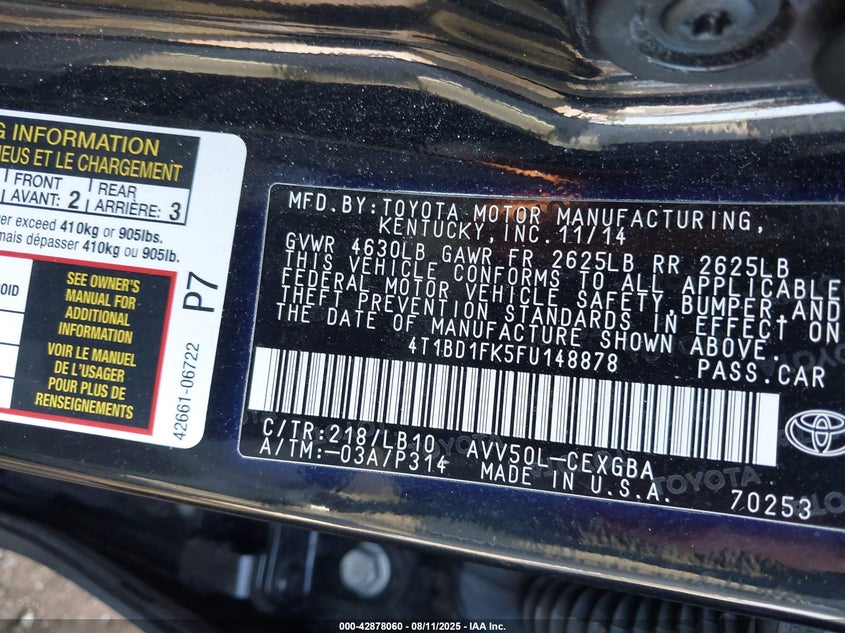 G INFORMATION
NEUS ET LE CHARGEMENT
FRONT
AVANT: 2
REAR
ARRIÈRE: 3
er exceed 410kg or 905lbs.
mais dépasser 410kg ou 905lb.
OID
SEE OWNER'S
MANUAL FOR
ADDITIONAL
INFORMATION
VOIR LE MANUEL
DE L'USAGER
POUR PLUS DE
RENSEIGNEMENTS
42661-06722
P7
MFD.BY:TOYOTA MOTOR MANUFACTURING,
KENTUCKY,INC.11/14
GVWR 4630LB GAWR FR 2625LB RR 2625LB
THIS VEHICLE CONFORMS TO ALL APPLICABLE
FEDERAL MOTOR VEHICLE SAFETY,BUMPER,AND
THEFT PREVENTION STANDARDS IN EFFECT ON
THE DATE OF MANUFACTURE SHOWN ABOVE.
4T1BD1FK5FU148878 PASS.CAR
C/TR:218/LB10 AVV50L-CEXGBA
A/TM:-03A/P314 MADE IN U.S.A.
70253
TOYOTA
000-42878060 - 08/11/2025 - IAA Inc.